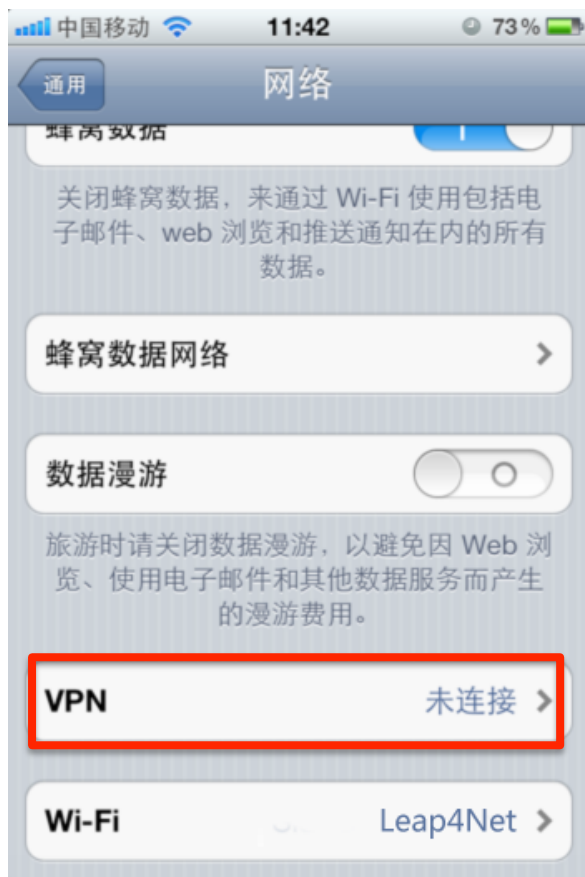 中国移动 11:42 73%
通用 网络
蜂窝数据
关闭蜂窝数据，来通过 Wi-Fi 使用包括电
子邮件、web 浏览和推送通知在内的所有
数据。
蜂窝数据网络
数据漫游
旅游时请关闭数据漫游，以避免因 Web 浏
览、使用电子邮件和其他数据服务而产生
的漫游费用。
VPN 未连接
Wi-Fi Leap4Net